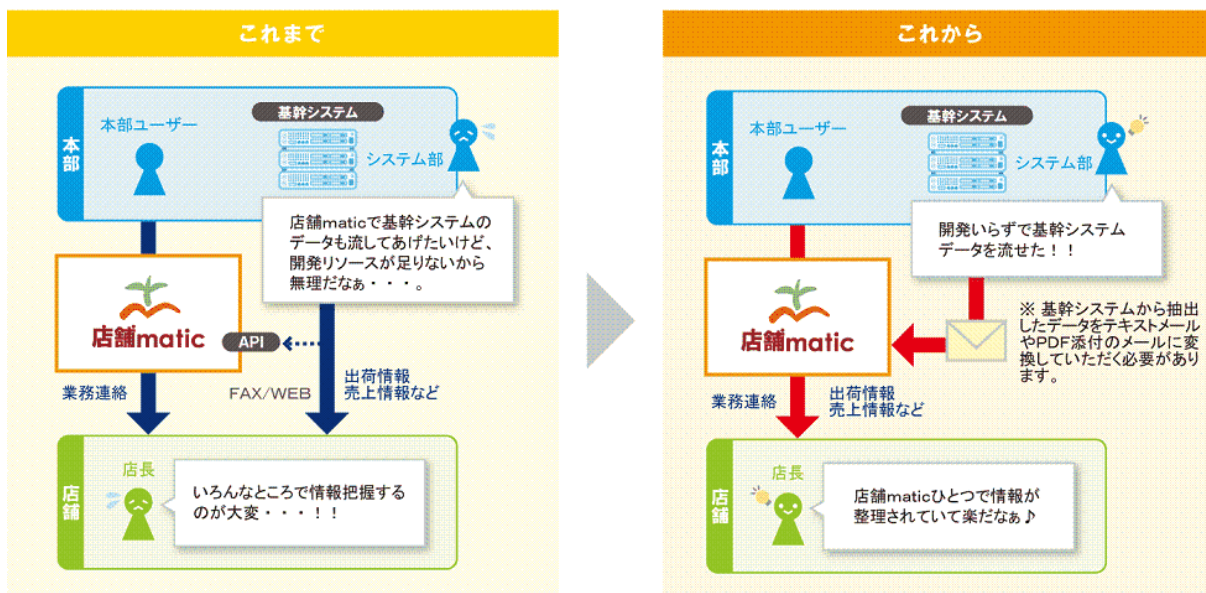 これまで
本部
本部ユーザー
基幹システム
システム部
店舗maticで基幹システムの
データも流してあげたいけど、
開発リソースが足りないから
無理だなぁ・・・。
店舗matic
API
業務連絡
FAX/WEB
出荷情報
売上情報など
店舗
店長
いろんなところで情報把握する
のが大変・・・！！
これから
本部
本部ユーザー
基幹システム
システム部
開発いらずで基幹システム
データを流せた！！
店舗matic
※ 基幹システムから抽出
したデータをテキストメール
やPDF添付のメールに変
換していただく必要があり
ます。
業務連絡
出荷情報
売上情報など
店舗
店長
店舗maticひとつで情報が
整理されていて楽だなぁ♪